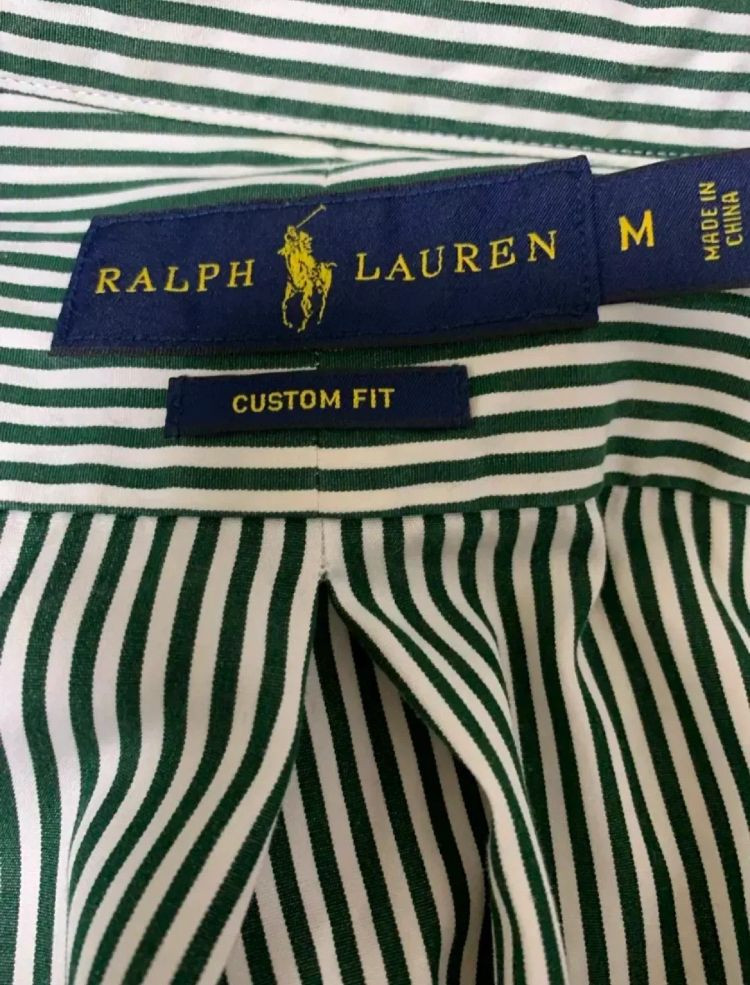 RALPH LAUREN
M
MADE IN
CHINA
CUSTOM FIT